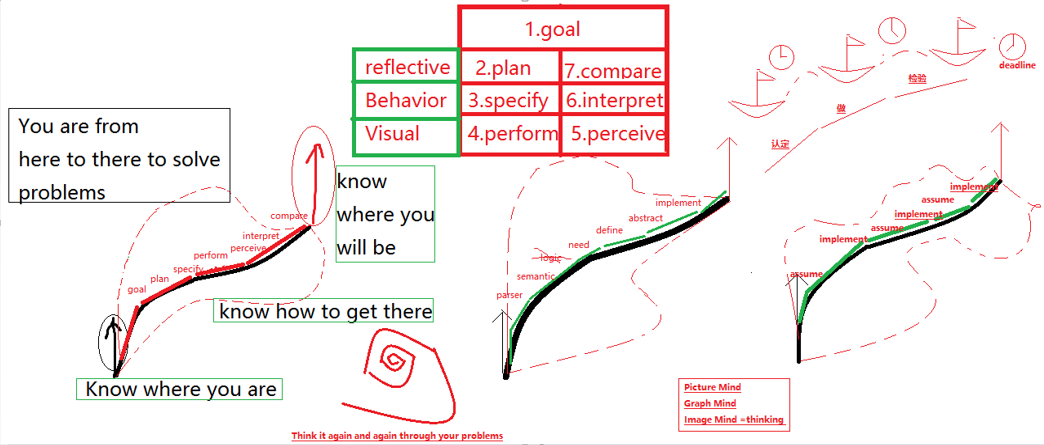 1.goal
reflective 2.plan 7.compare
Behavior 3.specify 6.interpret
Visual 4.perform 5.perceive
deadline
检验
做
认定
You are from
here to there to solve
problems
know
where you
will be
compare
interpret
perceive
perform
specify
plan
goal
know how to get there
Know where you are
Think it again and again through your problems
implement
abstract
define
need
logic
semantic
parser
implement
assume
implement
assume
implement
assume
Picture Mind
Graph Mind
Image Mind =thinking